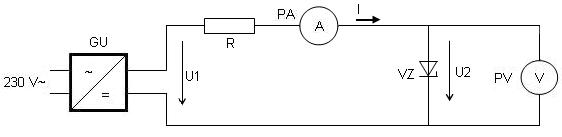 PA
I
A
R
GU
~
=
230 V~
U1
VZ
U2
PV
V